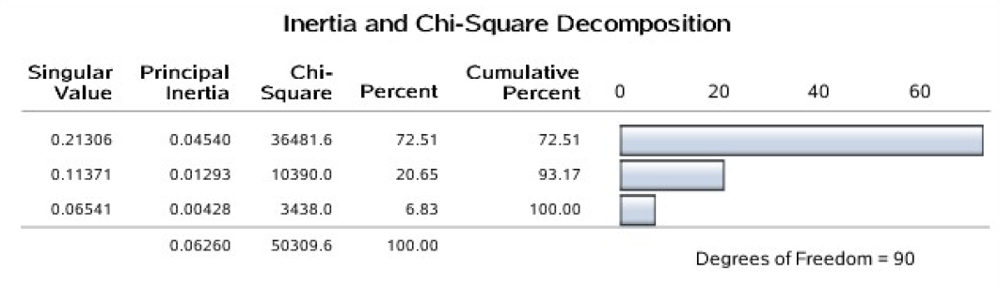 Inertia and Chi-Square Decomposition
Singular Value Principal Inertia Chi-Square Percent Cumulative Percent 0 20 40 60
0.21306 0.04540 36481.6 72.51 72.51
0.11371 0.01293 10390.0 20.65 93.17
0.06541 0.00428 3438.0 6.83 100.00
0.06260 50309.6 100.00
Degrees of Freedom = 90